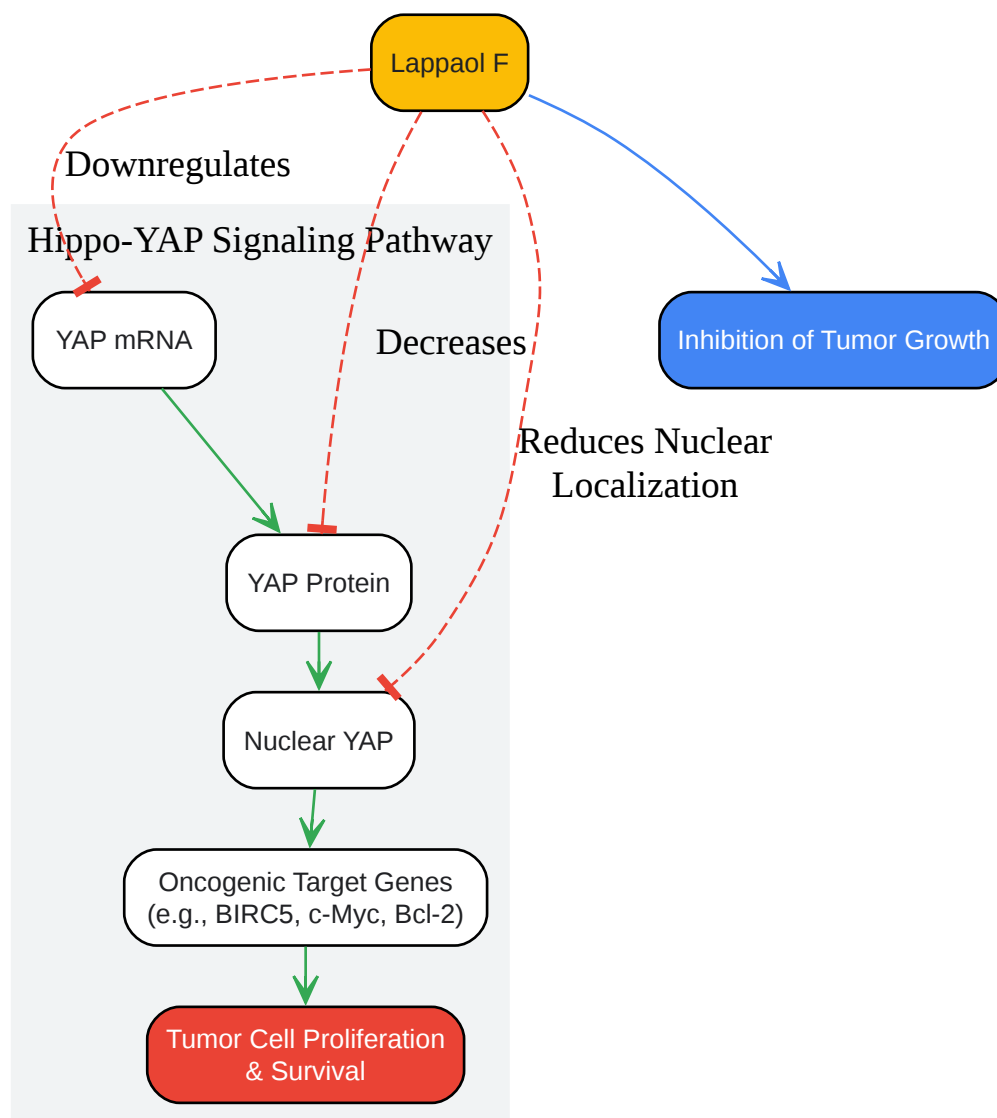 Lappaol F
Downregulates
Hippo-YAP Signaling Pathway
YAP mRNA
Decreases
Inhibition of Tumor Growth
Reduces Nuclear
Localization
YAP Protein
Nuclear YAP
Oncogenic Target Genes
(e.g., BIRC5, c-Myc, Bcl-2)
Tumor Cell Proliferation
& Survival